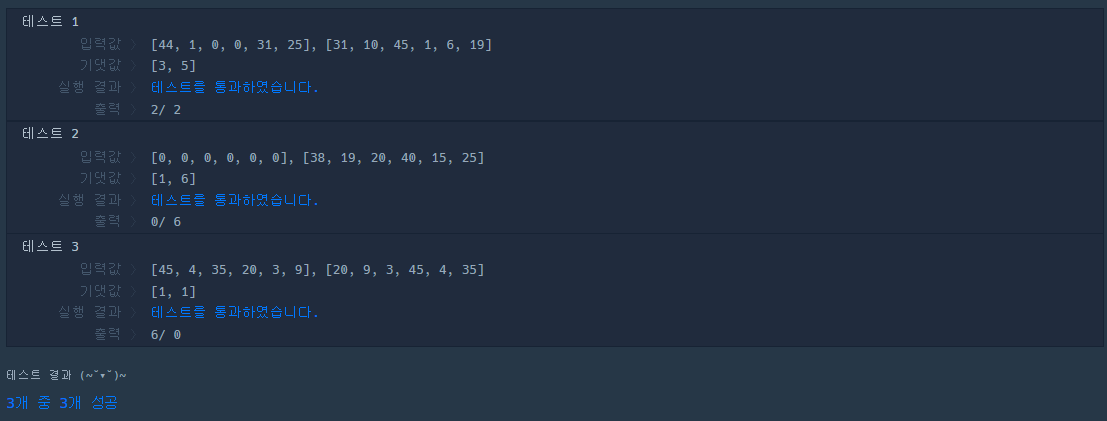 테스트 1
입력값 〉 [44, 1, 0, 0, 31, 25], [31, 10, 45, 1, 6, 19]
기댓값 〉 [3, 5]
실행 결과 〉 테스트를 통과하였습니다.
출력 〉 2/ 2
테스트 2
입력값 〉 [0, 0, 0, 0, 0, 0], [38, 19, 20, 40, 15, 25]
기댓값 〉 [1, 6]
실행 결과 〉 테스트를 통과하였습니다.
출력 〉 0/ 6
테스트 3
입력값 〉 [45, 4, 35, 20, 3, 9], [20, 9, 3, 45, 4, 35]
기댓값 〉 [1, 1]
실행 결과 〉 테스트를 통과하였습니다.
출력 〉 6/ 0
테스트 결과 (~˘▾˘)~
3개 중 3개 성공